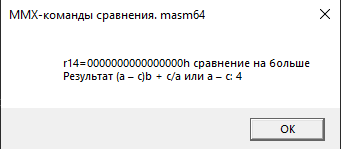 MMX-команды сравнения. masm64
r14=0000000000000000h сравнение на больше
Результат (a – c)b + c/a или a – c: 4
OK